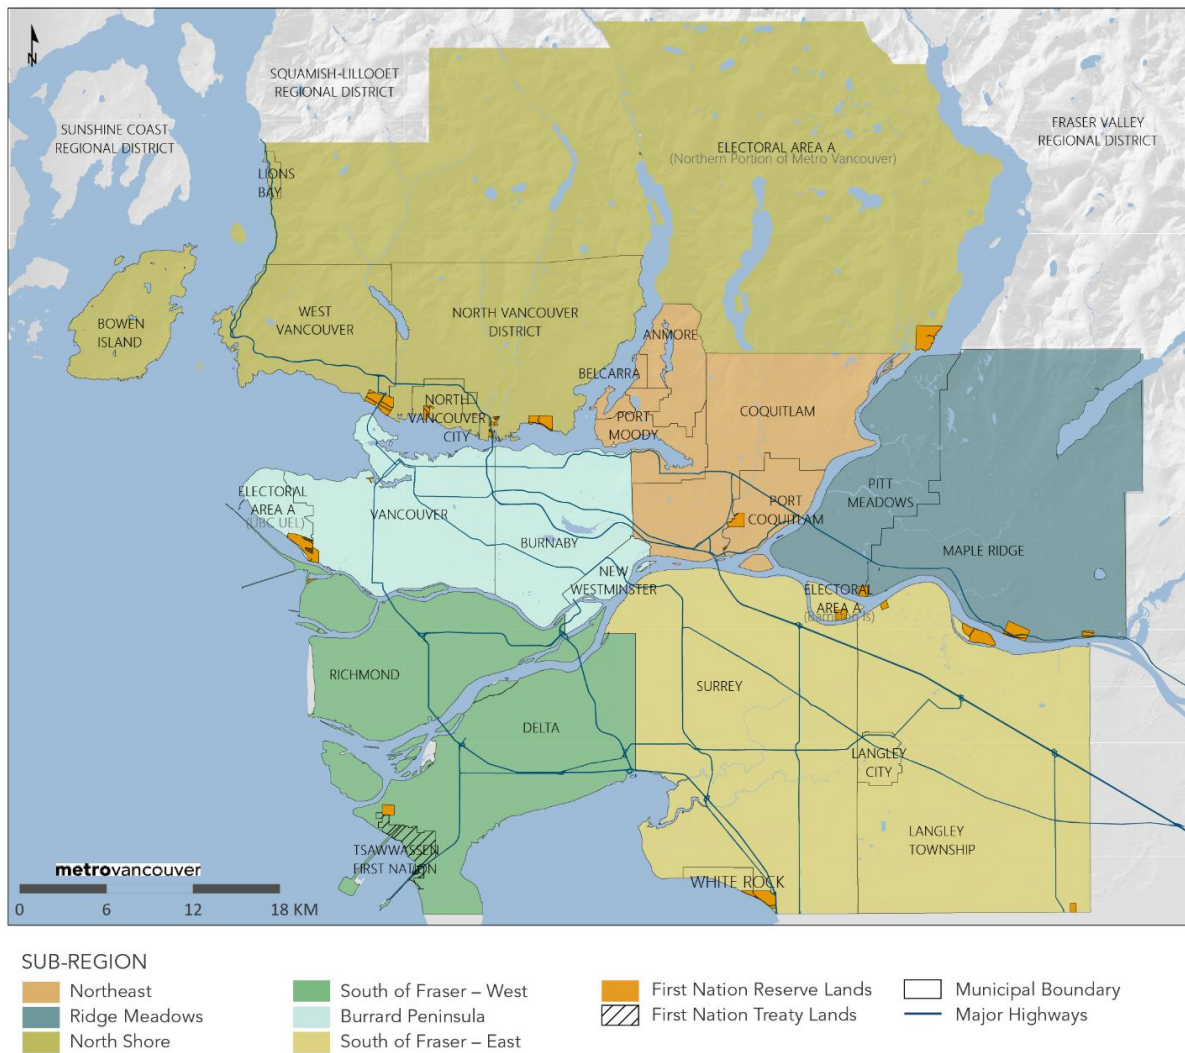 N
SQUAMISH-LILLOOET
REGIONAL DISTRICT
SUNSHINE COAST
REGIONAL DISTRICT
FRASER VALLEY
REGIONAL DISTRICT
ELECTORAL AREA A
(Northern Portion of Metro Vancouver)
LIONS
BAY
BOWEN
ISLAND
WEST
VANCOUVER
NORTH VANCOUVER
DISTRICT
ANMORE
BELCARRA
NORTH
VANCOUVER
CITY
PORT
MOODY
COQUITLAM
ELECTORAL
AREA A
(UBC UEL)
VANCOUVER
BURNABY
PORT
COQUITLAM
PITT
MEADOWS
MAPLE RIDGE
NEW
WESTMINSTER
ELECTORAL
AREA A
(Barnston Is)
RICHMOND
SURREY
DELTA
LANGLEY
CITY
LANGLEY
TOWNSHIP
TSAWWASSEN
FIRST NATION
WHITE ROCK
metrovancouver
0 6 12 18 KM
SUB-REGION
Northeast
Ridge Meadows
North Shore
South of Fraser – West
Burrard Peninsula
South of Fraser – East
First Nation Reserve Lands
First Nation Treaty Lands
Municipal Boundary
Major Highways